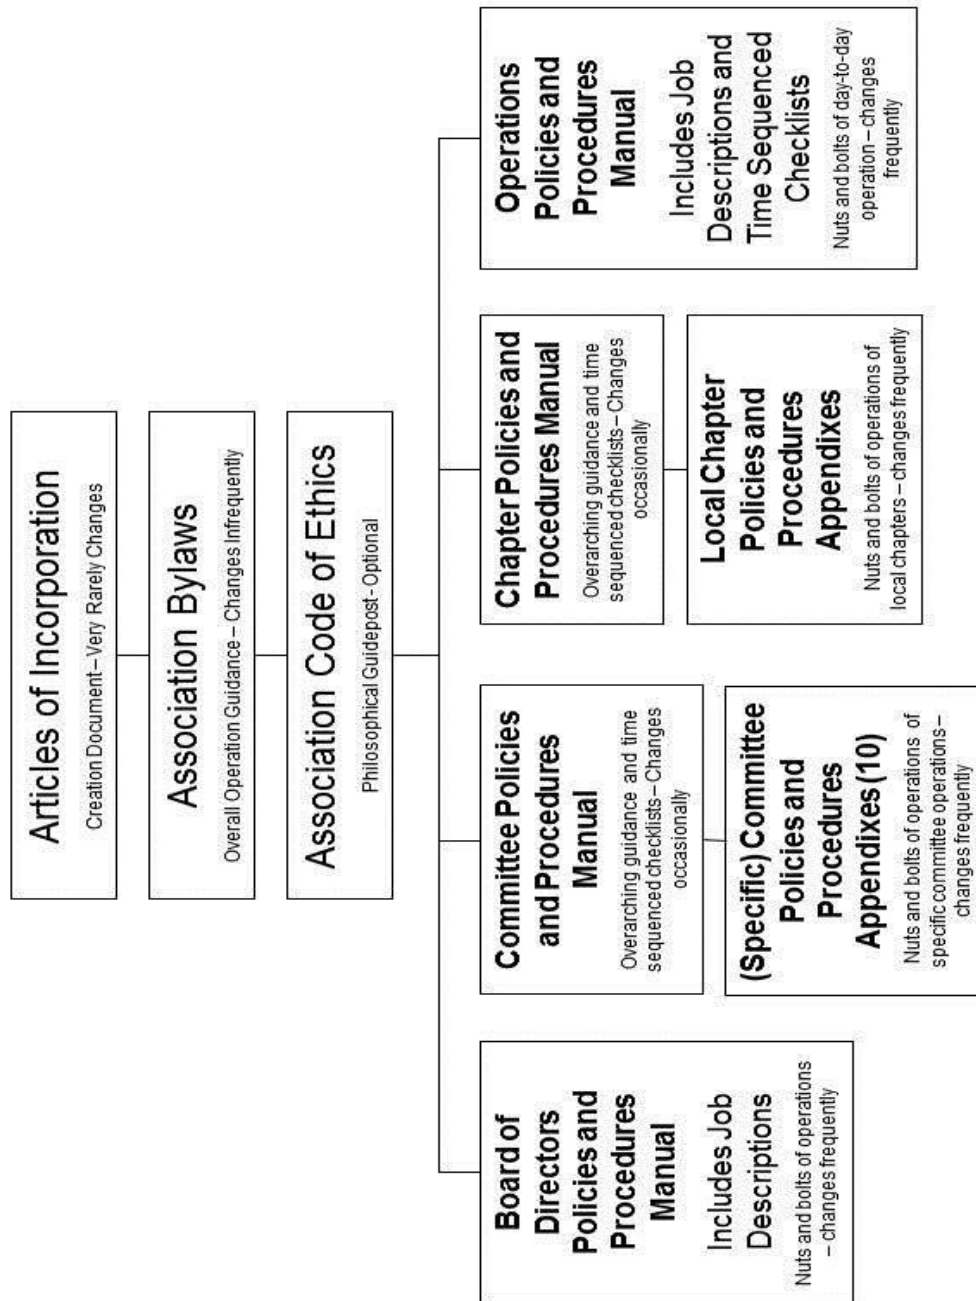 Articles of Incorporation
Creation Document – Very Rarely Changes
Association Bylaws
Overall Operation Guidance – Changes Infrequently
Association Code of Ethics
Philosophical Guidepost - Optional
Board of
Directors
Policies and
Procedures
Manual
Includes Job
Descriptions
Nuts and bolts of operations
– changes frequently
Committee Policies
and Procedures
Manual
Overarching guidance and time
sequenced checklists – Changes
occasionally
(Specific) Committee
Policies and
Procedures
Appendixes (10)
Nuts and bolts of operations of
specific committee operations –
changes frequently
Chapter Policies and
Procedures Manual
Overarching guidance and time
sequenced checklists – Changes
occasionally
Local Chapter
Policies and
Procedures
Appendixes
Nuts and bolts of operations of
local chapters – changes frequently
Operations
Policies and
Procedures
Manual
Includes Job
Descriptions and
Time Sequenced
Checklists
Nuts and bolts of day-to-day
operation – changes
frequently